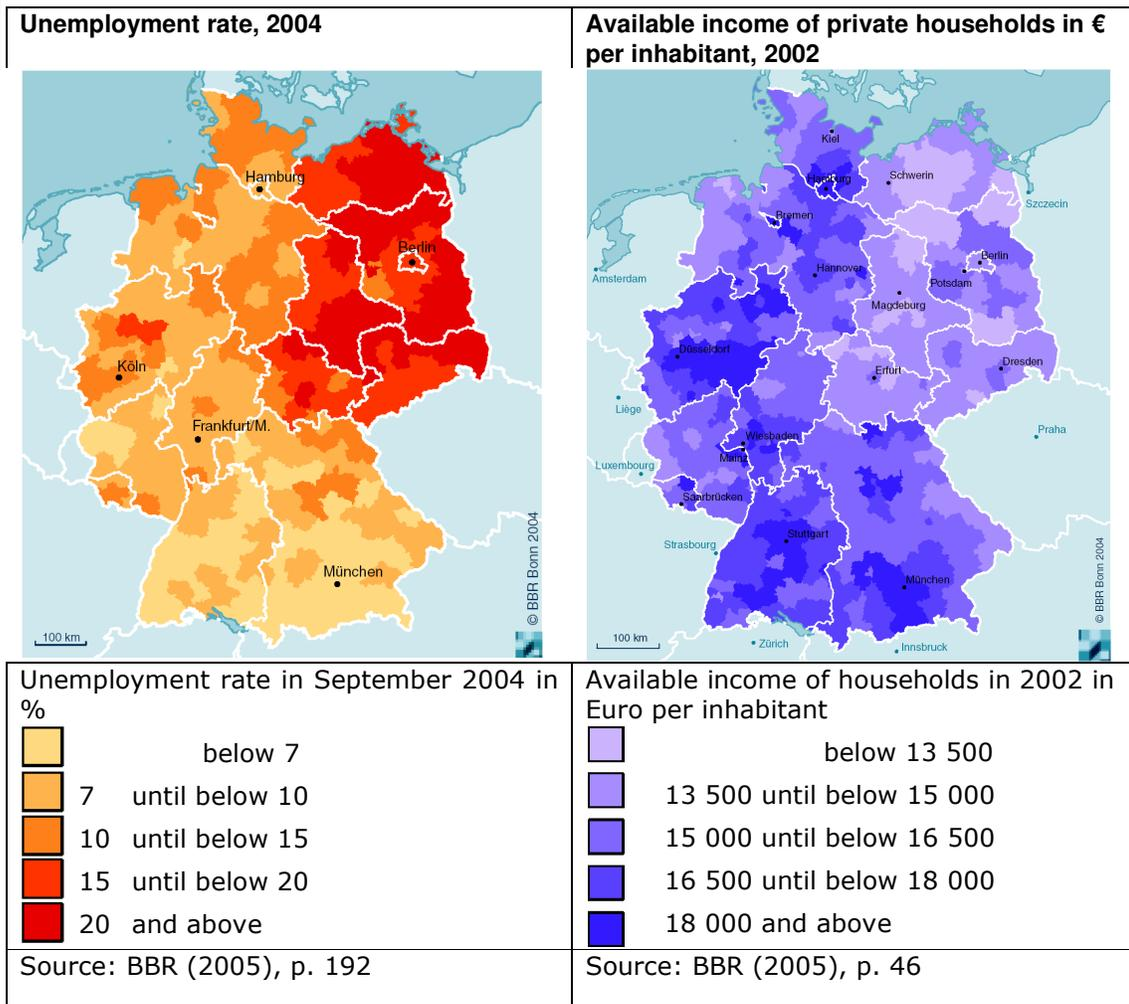 Unemployment rate, 2004
Hamburg
Berlin
Köln
Frankfurt/M.
München
100 km
© BBR Bonn 2004
Unemployment rate in September 2004 in
%
below 7
7 until below 10
10 until below 15
15 until below 20
20 and above
Source: BBR (2005), p. 192
Available income of private households in €
per inhabitant, 2002
Kiel
Hamburg
Schwerin
Szczecin
Bremen
Berlin
Amsterdam
Hannover
Potsdam
Magdeburg
Düsseldorf
Dresden
Erfurt
Liège
Praha
Wiesbaden
Mainz
Luxembourg
Saarbrücken
Stuttgart
Strasbourg
München
100 km
Zürich
Innsbruck
© BBR Bonn 2004
Available income of households in 2002 in
Euro per inhabitant
below 13 500
13 500 until below 15 000
15 000 until below 16 500
16 500 until below 18 000
18 000 and above
Source: BBR (2005), p. 46